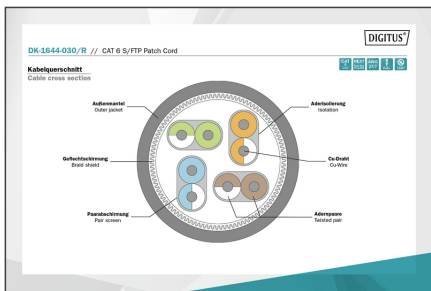 DIGITUS®
DK-1644-030/R // CAT 6 S/FTP Patch Cord
Kabelquerschnitt
Cable cross section
Außenmantel
Outer jacket
Aderisolierung
Isolation
Geflechtschirmung
Braid shield
Cu-Draht
Cu-Wire
Paarabschirmung
Pair screen
Adernpaare
Twisted pair